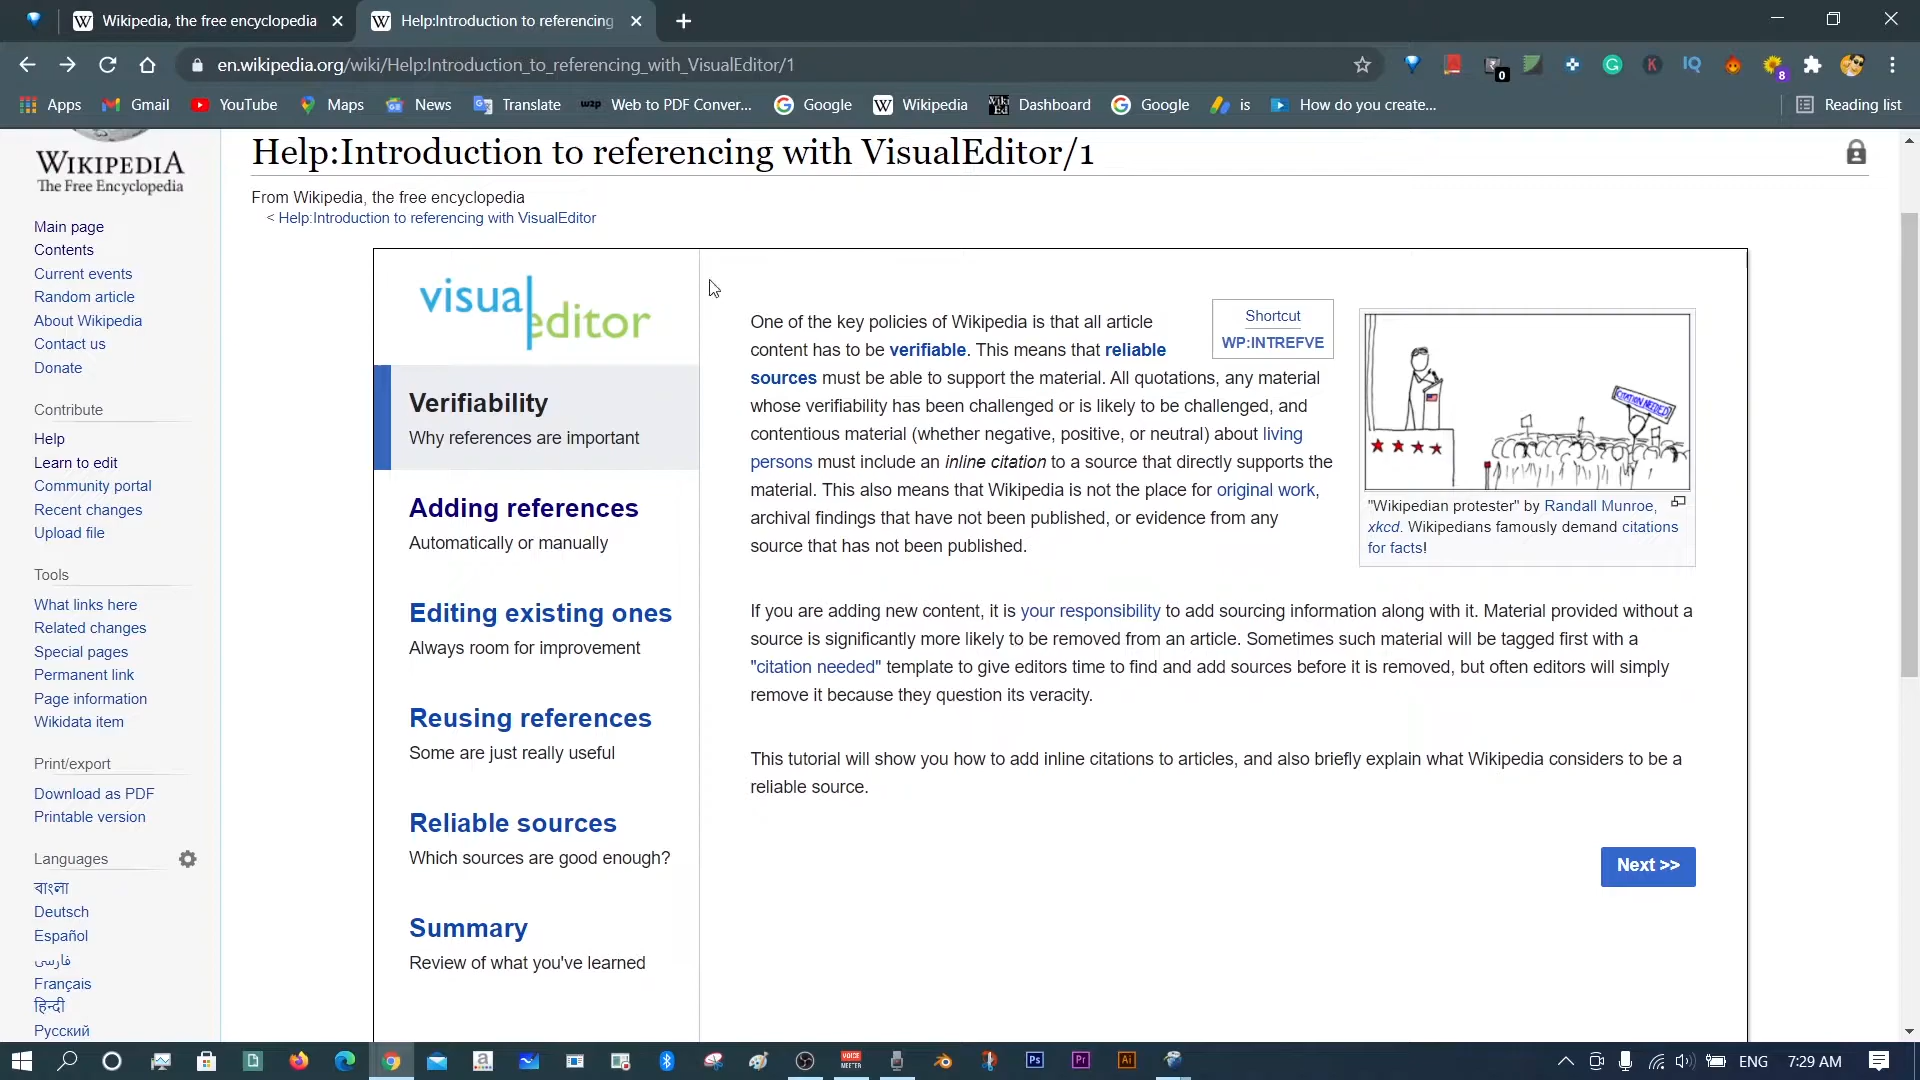 Wikipedia, the free encyclopedia
Help:Introduction to referencing
en.wikipedia.org/wiki/Help:Introduction_to_referencing_with_VisualEditor/1
0
8
Apps
Gmail
YouTube
Maps
News
Translate
Web to PDF Conver...
Google
Wikipedia
Dashboard
Google
is
How do you create...
Reading list
WIKIPEDIA
The Free Encyclopedia
Main page
Contents
Current events
Random article
About Wikipedia
Contact us
Donate
Contribute
Help
Learn to edit
Community portal
Recent changes
Upload file
Tools
What links here
Related changes
Special pages
Permanent link
Page information
Wikidata item
Print/export
Download as PDF
Printable version
Languages
বাংলা
Deutsch
Español
فارسی
Français
हिन्दी
Русский
Help:Introduction to referencing with VisualEditor/1
From Wikipedia, the free encyclopedia
< Help:Introduction to referencing with VisualEditor
visual
editor
Verifiability
Why references are important
Adding references
Automatically or manually
Editing existing ones
Always room for improvement
Reusing references
Some are just really useful
Reliable sources
Which sources are good enough?
Summary
Review of what you've learned
One of the key policies of Wikipedia is that all article
content has to be verifiable. This means that reliable
sources must be able to support the material. All quotations, any material
whose verifiability has been challenged or is likely to be challenged, and
contentious material (whether negative, positive, or neutral) about living
persons must include an inline citation to a source that directly supports the
material. This also means that Wikipedia is not the place for original work,
archival findings that have not been published, or evidence from any
source that has not been published.
Shortcut
WP:INTREFVE
[CITATION NEEDED]
"Wikipedian protester" by Randall Munroe,
xkcd. Wikipedians famously demand citations
for facts!
If you are adding new content, it is your responsibility to add sourcing information along with it. Material provided without a
source is significantly more likely to be removed from an article. Sometimes such material will be tagged first with a
"citation needed" template to give editors time to find and add sources before it is removed, but often editors will simply
remove it because they question its veracity.
This tutorial will show you how to add inline citations to articles, and also briefly explain what Wikipedia considers to be a
reliable source.
Next >>
ENG
7:29 AM